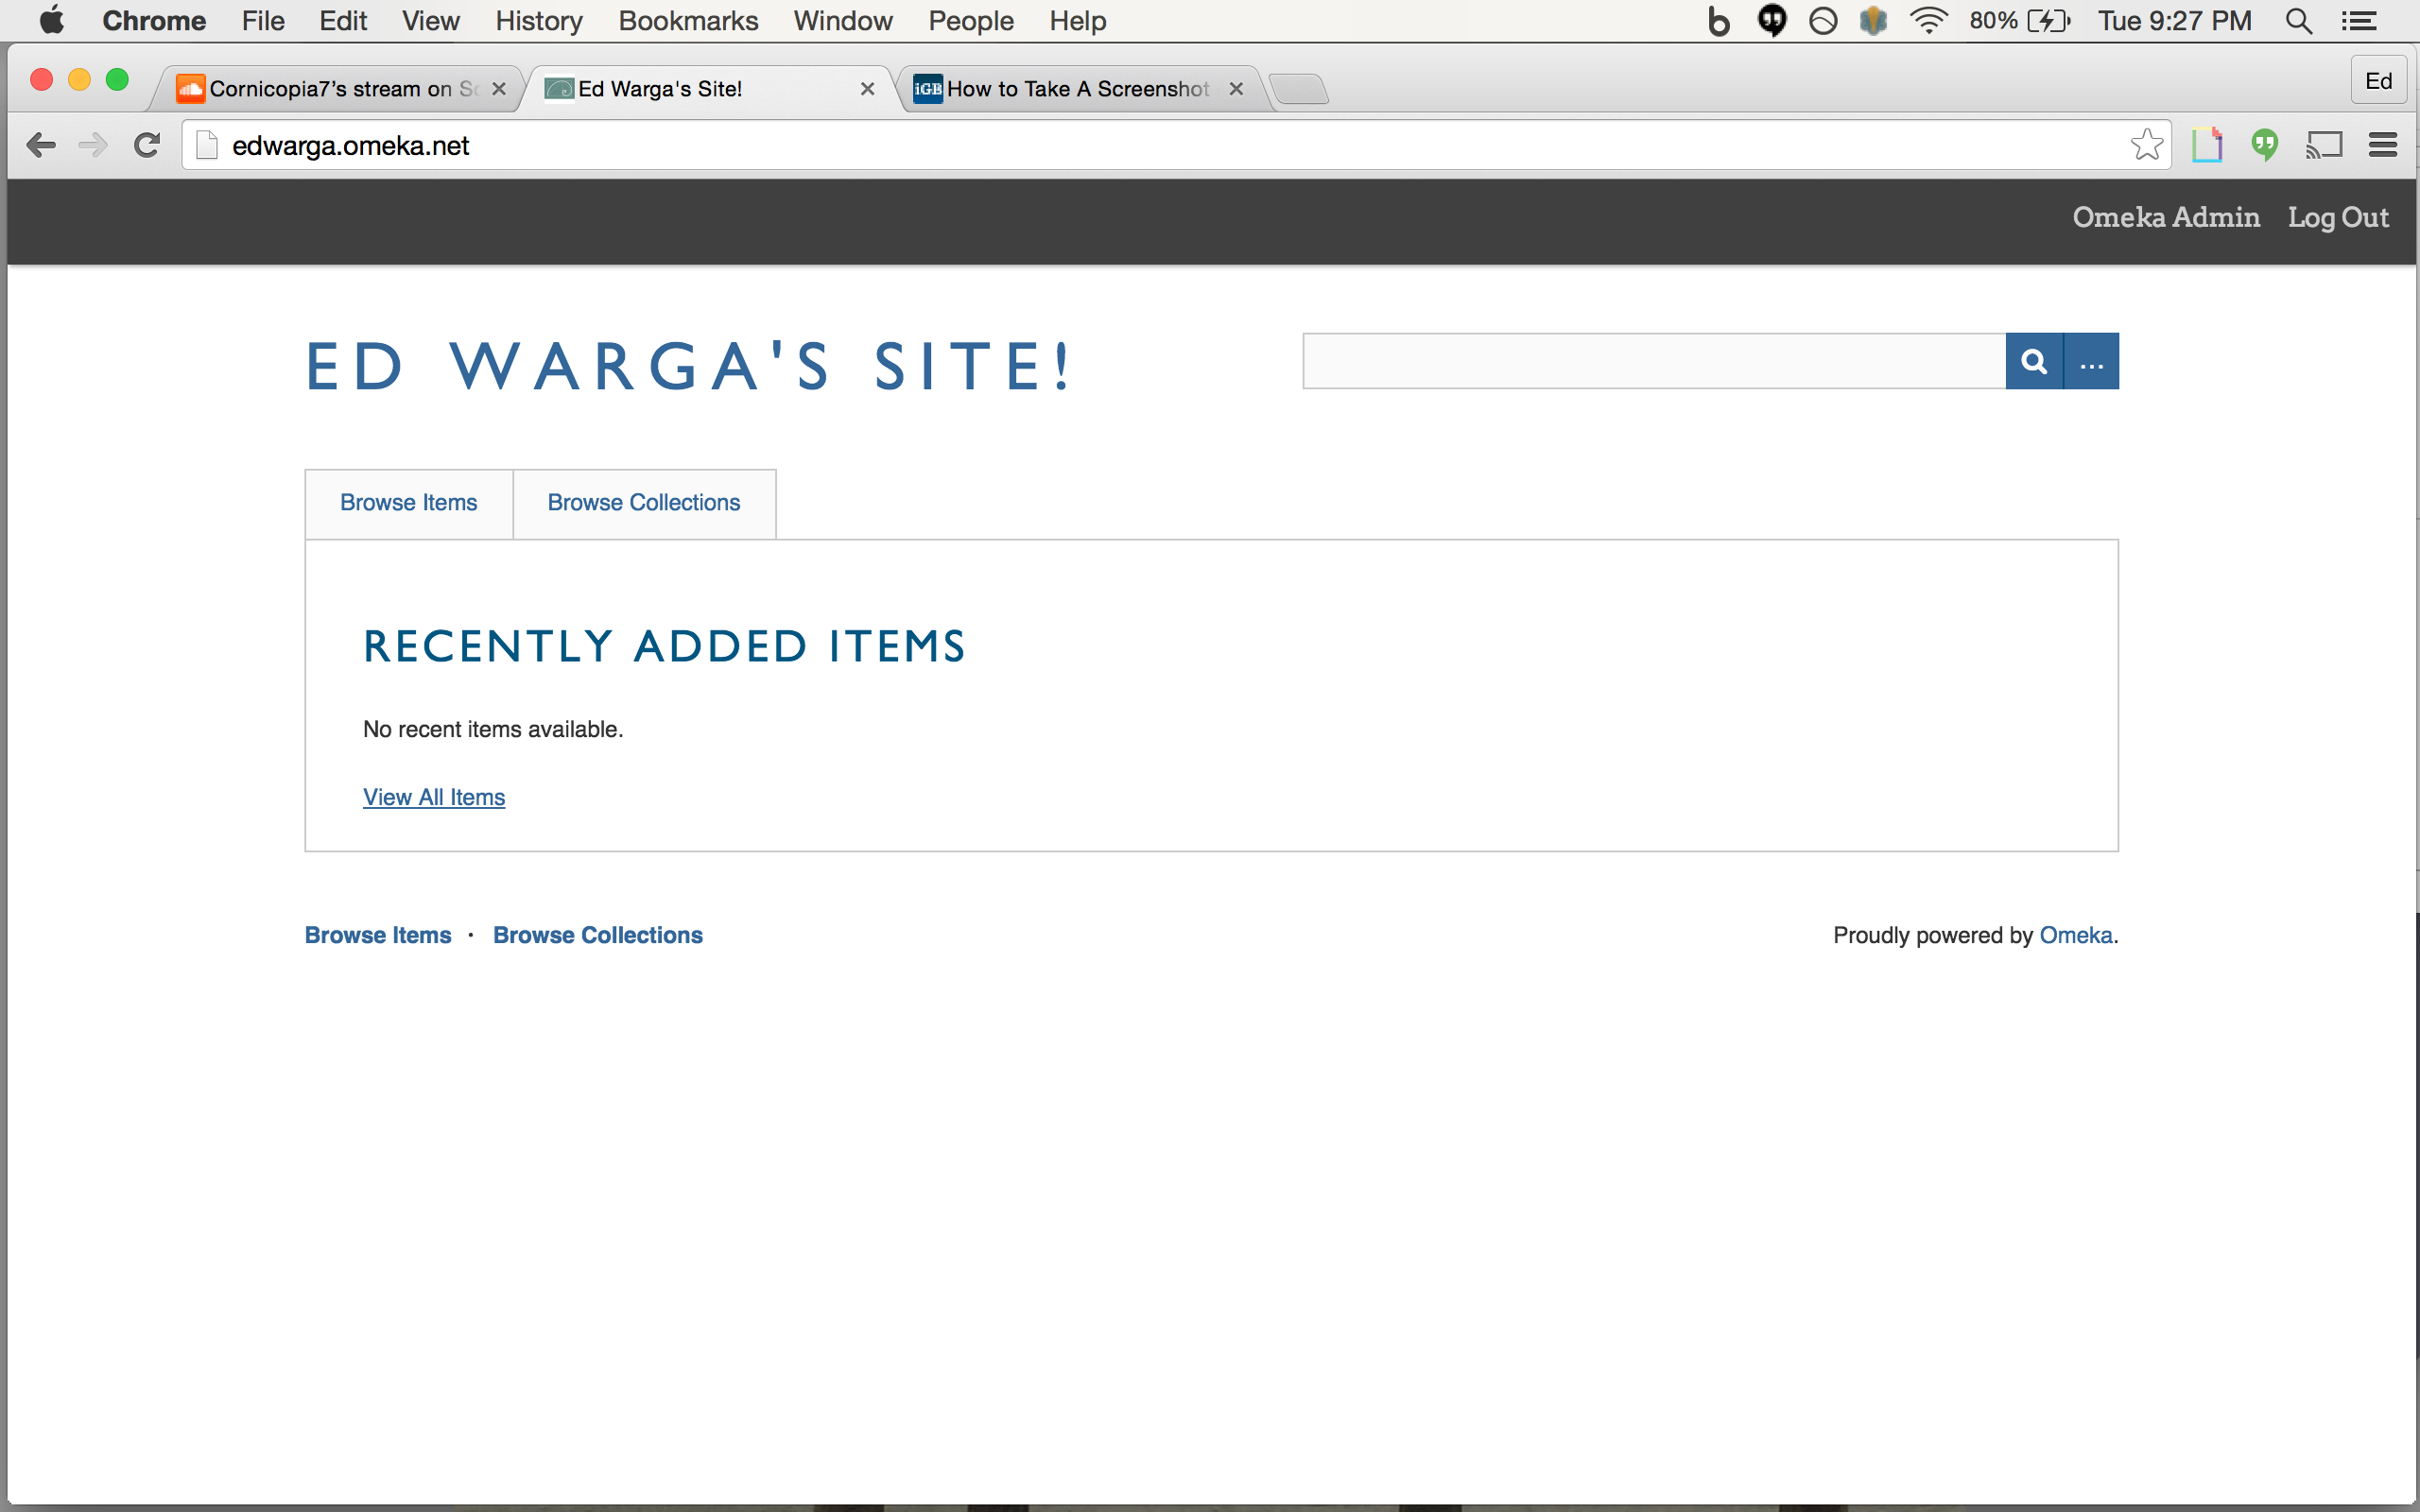 Chrome File Edit View History Bookmarks Window People Help 80% Tue 9:27 PM
Cornicopia7's stream on Ed Warga's Site! How to Take A Screenshot Ed
edwarga.omeka.net
Omeka Admin Log Out
ED WARGA'S SITE!
...
Browse Items Browse Collections
RECENTLY ADDED ITEMS
No recent items available.
View All Items
Browse Items · Browse Collections Proudly powered by Omeka.